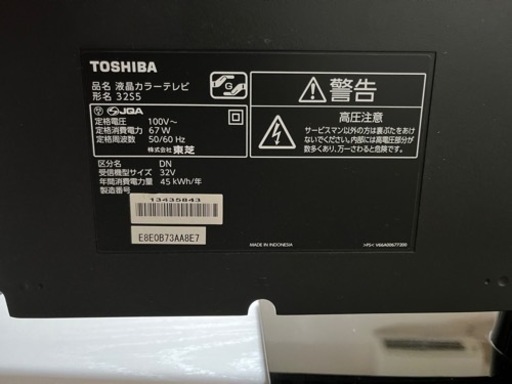 TOSHIBA
品名 液晶カラーテレビ
形名 32S5
JQA
定格電圧 100V～
定格消費電力 67W
定格周波数 50/60 Hz
株式会社 東芝
区分名 DN
受信機型サイズ 32V
年間消費電力量 45 kWh/年
製造番号
13435843
E8E0B73AA8E7
G
警告
高圧注意
サービスマン以外の方は裏ぶたをあけ
ないでください。内部には高電圧部分が
数多くあり、万一さわると危険です。
MADE IN INDONESIA